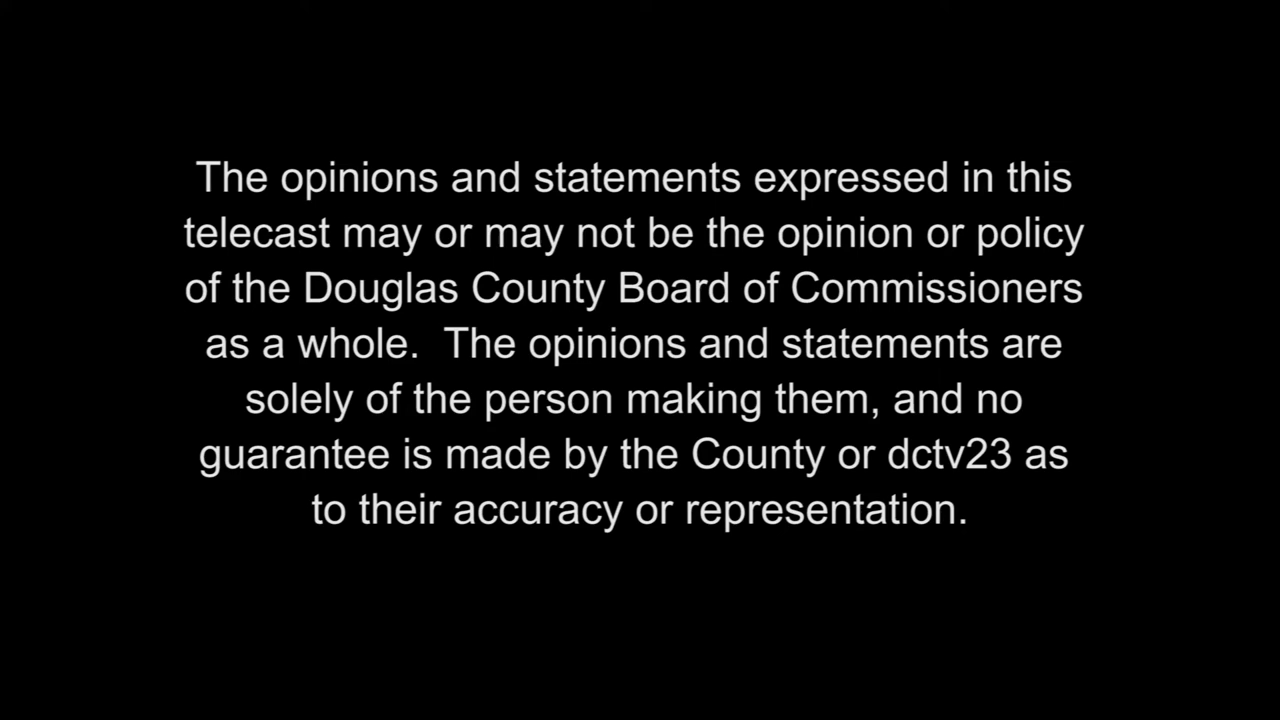 The opinions and statements expressed in this
telecast may or may not be the opinion or policy
of the Douglas County Board of Commissioners
as a whole.  The opinions and statements are
solely of the person making them, and no
guarantee is made by the County or dctv23 as
to their accuracy or representation.